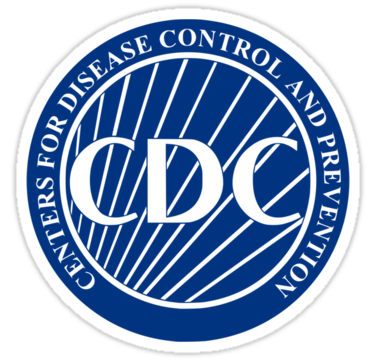 CENTERS FOR DISEASE CONTROL AND PREVENTION
CDC